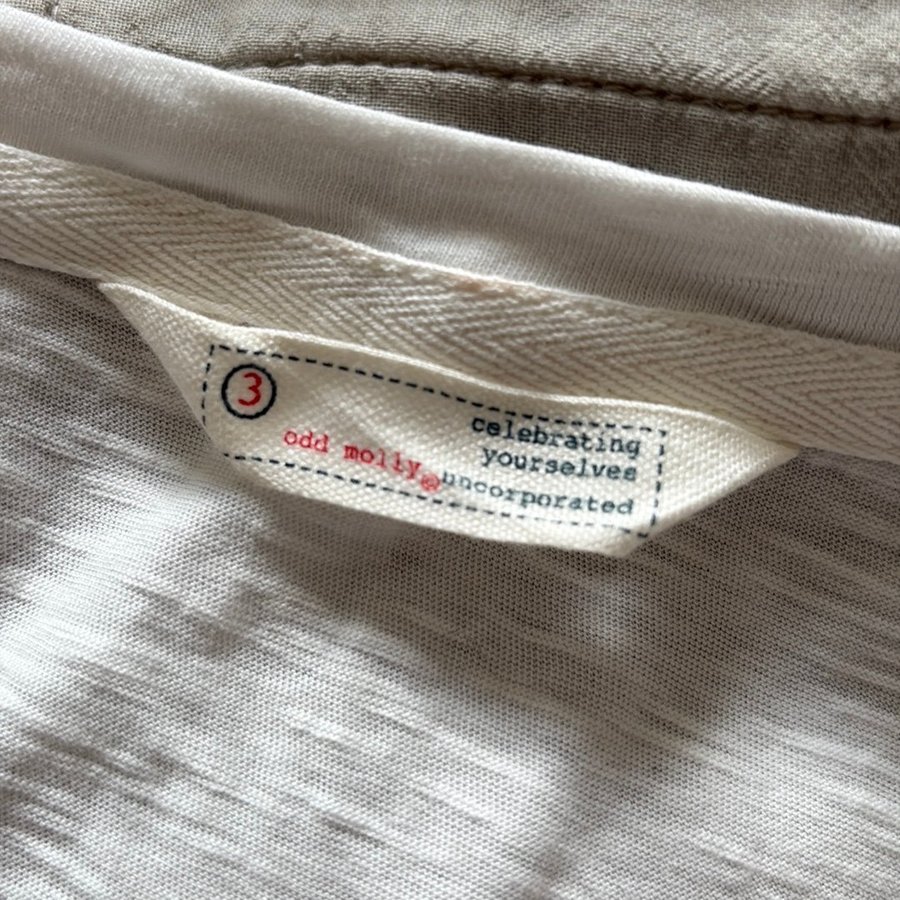 3
celebrating
yourselves
odd molly® uncorporated